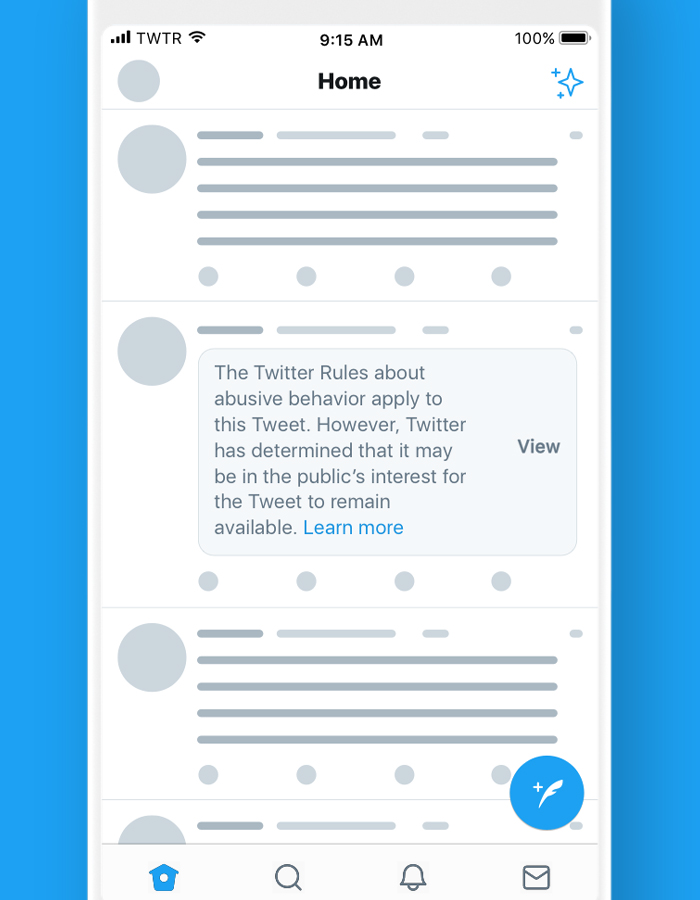 TWTR
9:15 AM
100%
Home
The Twitter Rules about
abusive behavior apply to
this Tweet. However, Twitter
has determined that it may
be in the public’s interest for
the Tweet to remain
available. Learn more
View